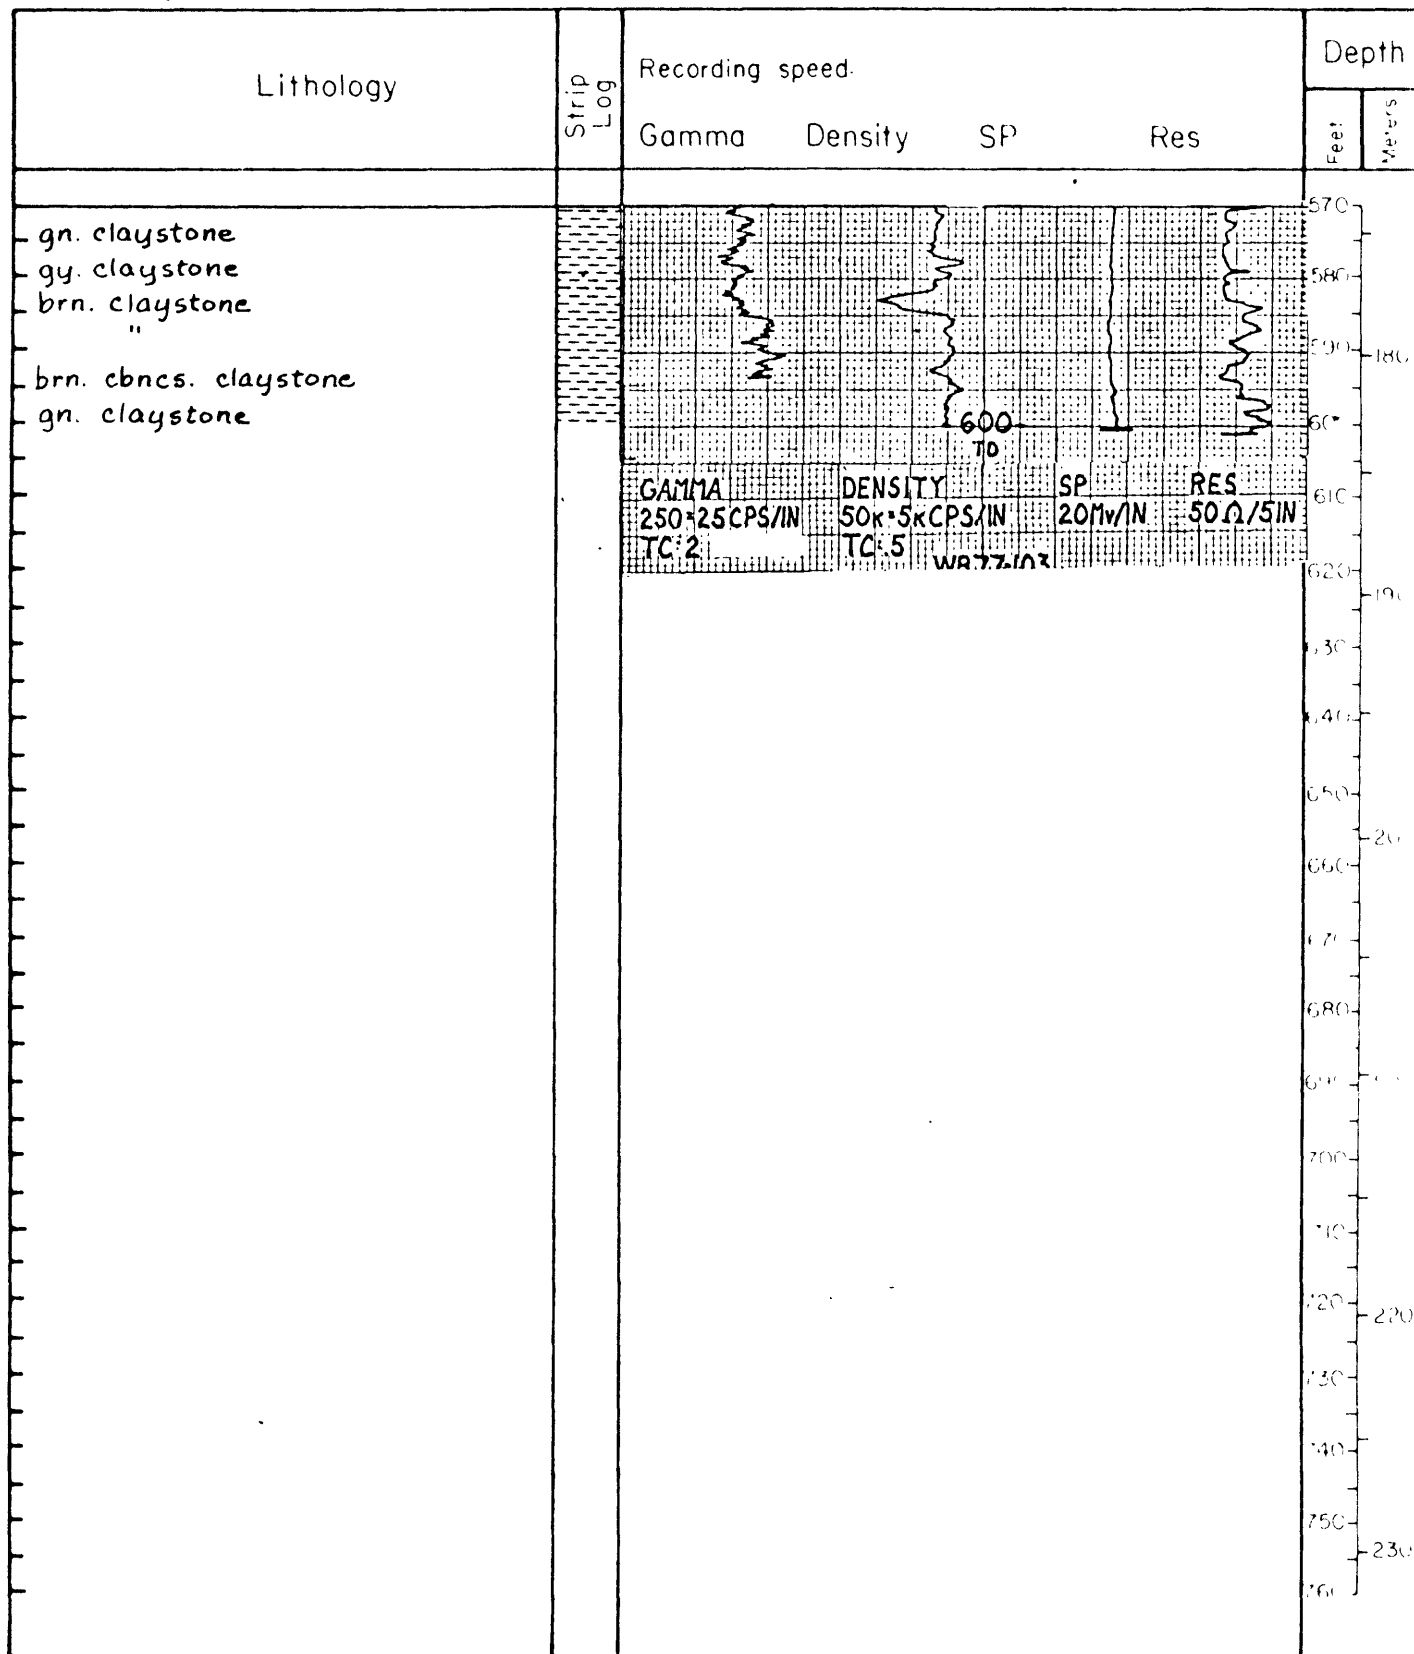 Lithology
Strip Log
Recording speed.
Gamma Density SP Res
Depth
Feet
Meters
gn. claystone
gy. claystone
brn. claystone
"
brn. cbncs. claystone
gn. claystone
600
TD
GAMMA
250=25CPS/IN
TC:2
DENSITY
50K=5KCPS/IN
TC:.5
SP
20Mv/IN
RES
50Ω/5IN
570
580
590
610
620
630
640
650
660
680
700
720
730
740
750
180
220
230